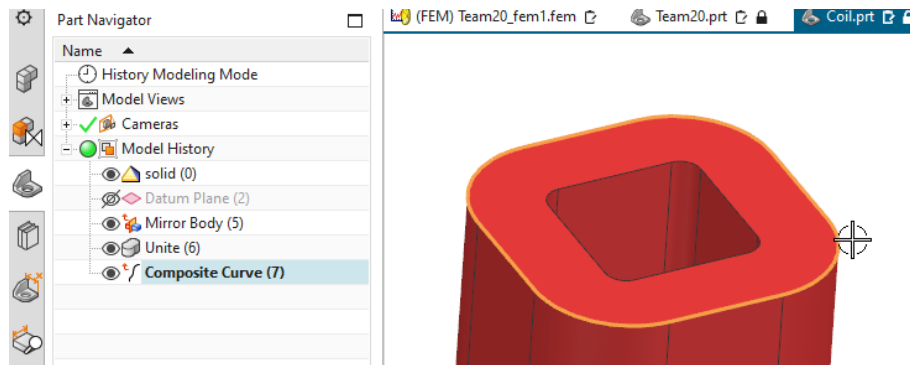 Part Navigator
(FEM) Team20_fem1.fem
Team20.prt
Coil.prt
Name
History Modeling Mode
Model Views
Cameras
Model History
solid (0)
Datum Plane (2)
Mirror Body (5)
Unite (6)
Composite Curve (7)